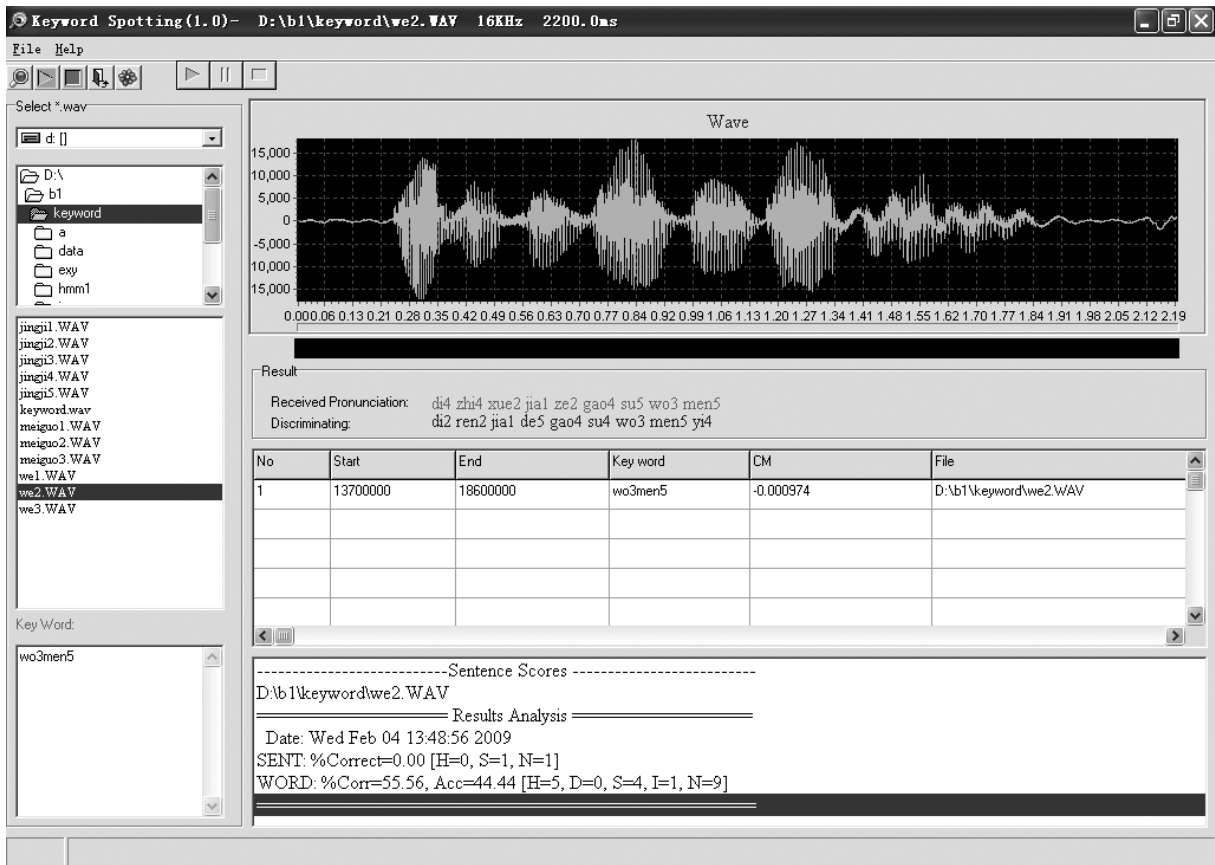 Keyword Spotting(1.0)- D:\b1\keyword\we2.WAV 16KHz 2200.0ms
File Help
Select *.wav
d: []
D:\
b1
keyword
a
data
exy
hmm1
jingji1.WAV
jingji2.WAV
jingji3.WAV
jingji4.WAV
jingji5.WAV
keyword.wav
meiguo1.WAV
meiguo2.WAV
meiguo3.WAV
we1.WAV
we2.WAV
we3.WAV
Key Word:
wo3men5
Wave
15,000
10,000
5,000
0
-5,000
10,000
15,000
0.00 0.06 0.13 0.21 0.28 0.35 0.42 0.49 0.56 0.63 0.70 0.77 0.84 0.92 0.99 1.06 1.13 1.20 1.27 1.34 1.41 1.48 1.55 1.62 1.70 1.77 1.84 1.91 1.98 2.05 2.12 2.19
Result
Received Pronunciation: di4 zhi4 xue2 jia1 ze2 gao4 su5 wo3 men5
Discriminating: di2 ren2 jia1 de5 gao4 su4 wo3 men5 yi4
No Start End Key word CM File
1 13700000 18600000 wo3men5 -0.000974 D:\b1\keyword\we2.WAV
--------------------------Sentence Scores --------------------------
D:\b1\keyword\we2.WAV
==================== Results Analysis ====================
Date: Wed Feb 04 13:48:56 2009
SENT: %Correct=0.00 [H=0, S=1, N=1]
WORD: %Corr=55.56, Acc=44.44 [H=5, D=0, S=4, I=1, N=9]
====================================================